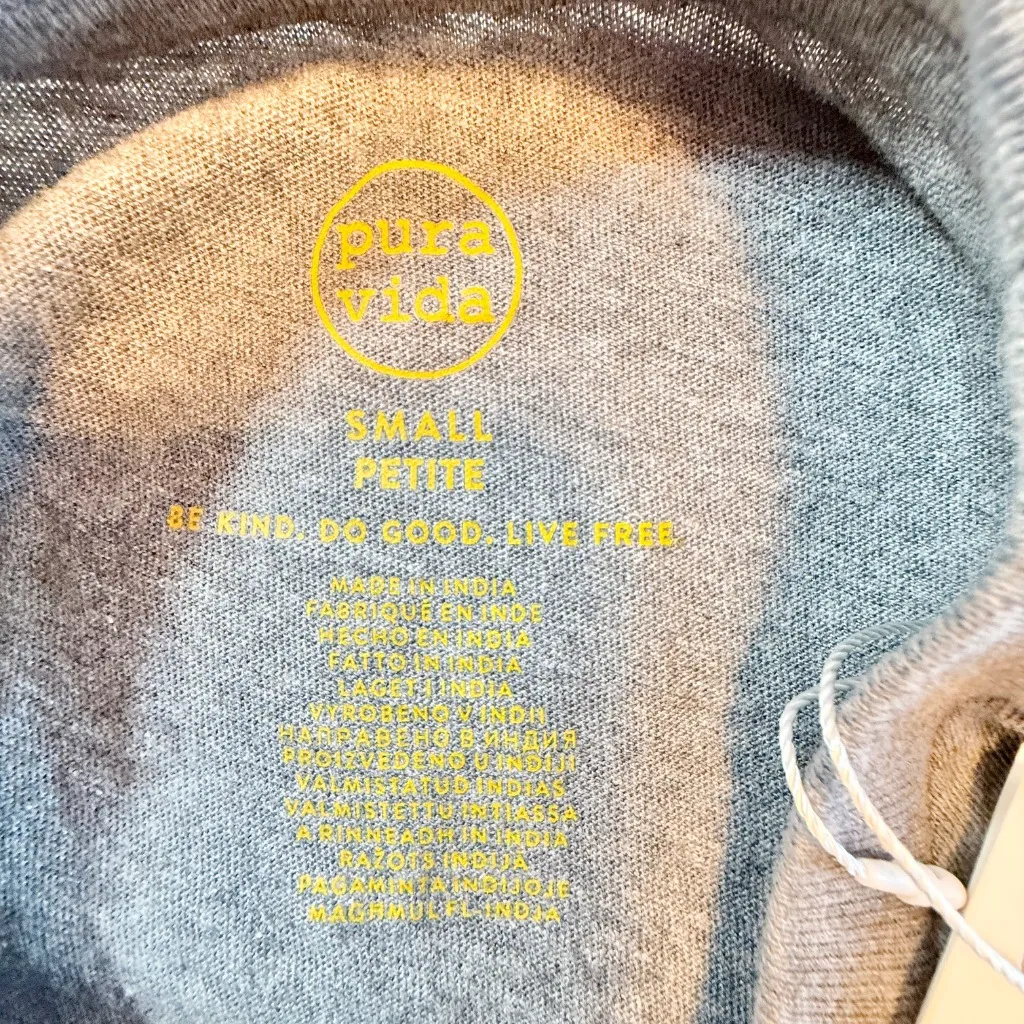 pura
vida
SMALL
PETITE
BE KIND. DO GOOD. LIVE FREE.
MADE IN INDIA
FABRIQUÉ EN INDE
HECHO EN INDIA
FATTO IN INDIA
LAGET I INDIA
VYROBENO V INDII
НАПРАВЕНО В ИНДИЯ
PROIZVEDENO U INDIJI
VALMISTATUD INDIAS
VALMISTETTU INTIASSA
A RINNEADH IN INDIA
RAŽOTS INDIJA
PAGAMINTA INDIJOJE
MAGHMUL FL-INDJA